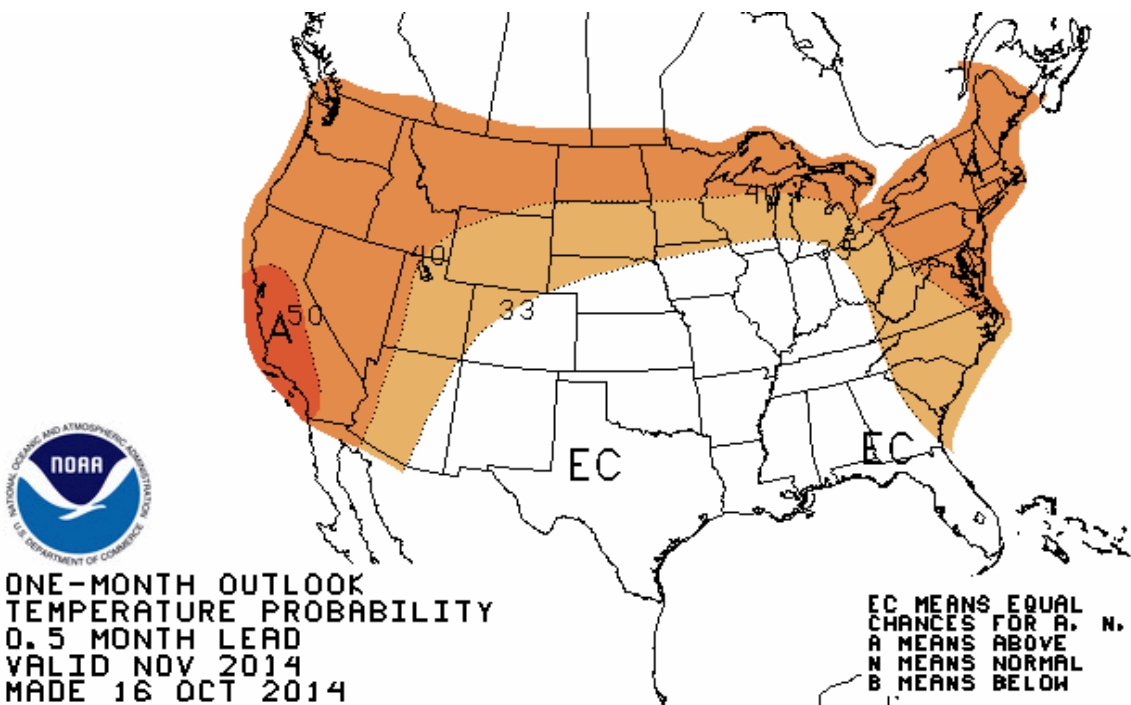 A
40
40
33
33
50
A
EC
EC
NATIONAL OCEANIC AND ATMOSPHERIC ADMINISTRATION
NOAA
U.S. DEPARTMENT OF COMMERCE
ONE-MONTH OUTLOOK
TEMPERATURE PROBABILITY
0.5 MONTH LEAD
VALID NOV 2014
MADE 16 OCT 2014
EC MEANS EQUAL
CHANCES FOR A, N,
A MEANS ABOVE
N MEANS NORMAL
B MEANS BELOW